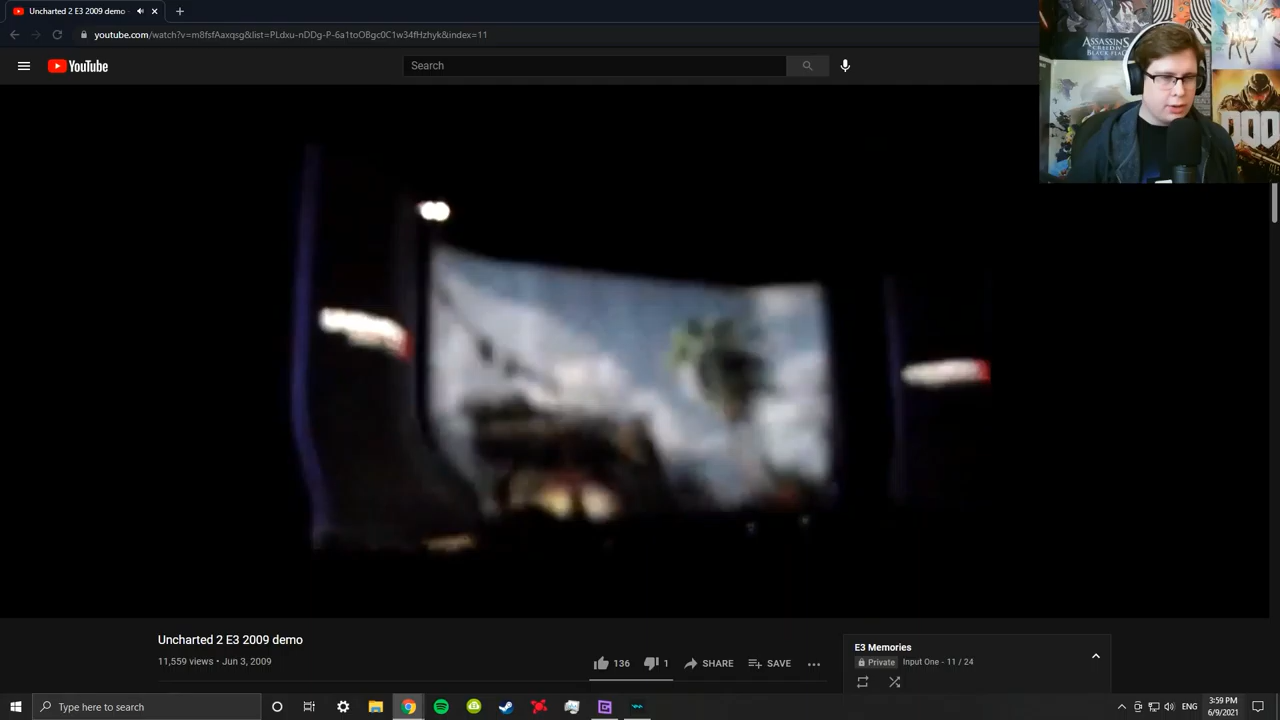 Uncharted 2 E3 2009 demo
youtube.com/watch?v=m8fsfAaxqsg&list=PLdxu-nDDg-P-6a1toOBgc0C1w34fHzhyk&index=11
YouTube
Search
ASSASSIN'S
CREED IV
BLACK FLAG
DOO
Uncharted 2 E3 2009 demo
11,559 views • Jun 3, 2009
136
1
SHARE
SAVE
E3 Memories
Private
Input One - 11 / 24
Type here to search
ENG
3:59 PM
6/9/2021